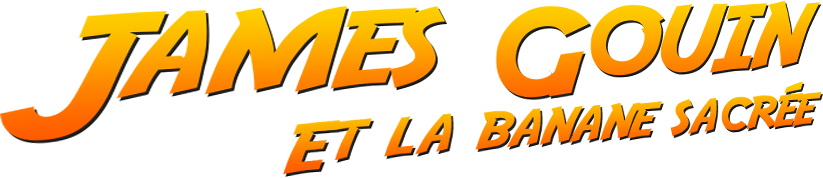 JAMES GOUIN
ET LA BANANE SACRÉE